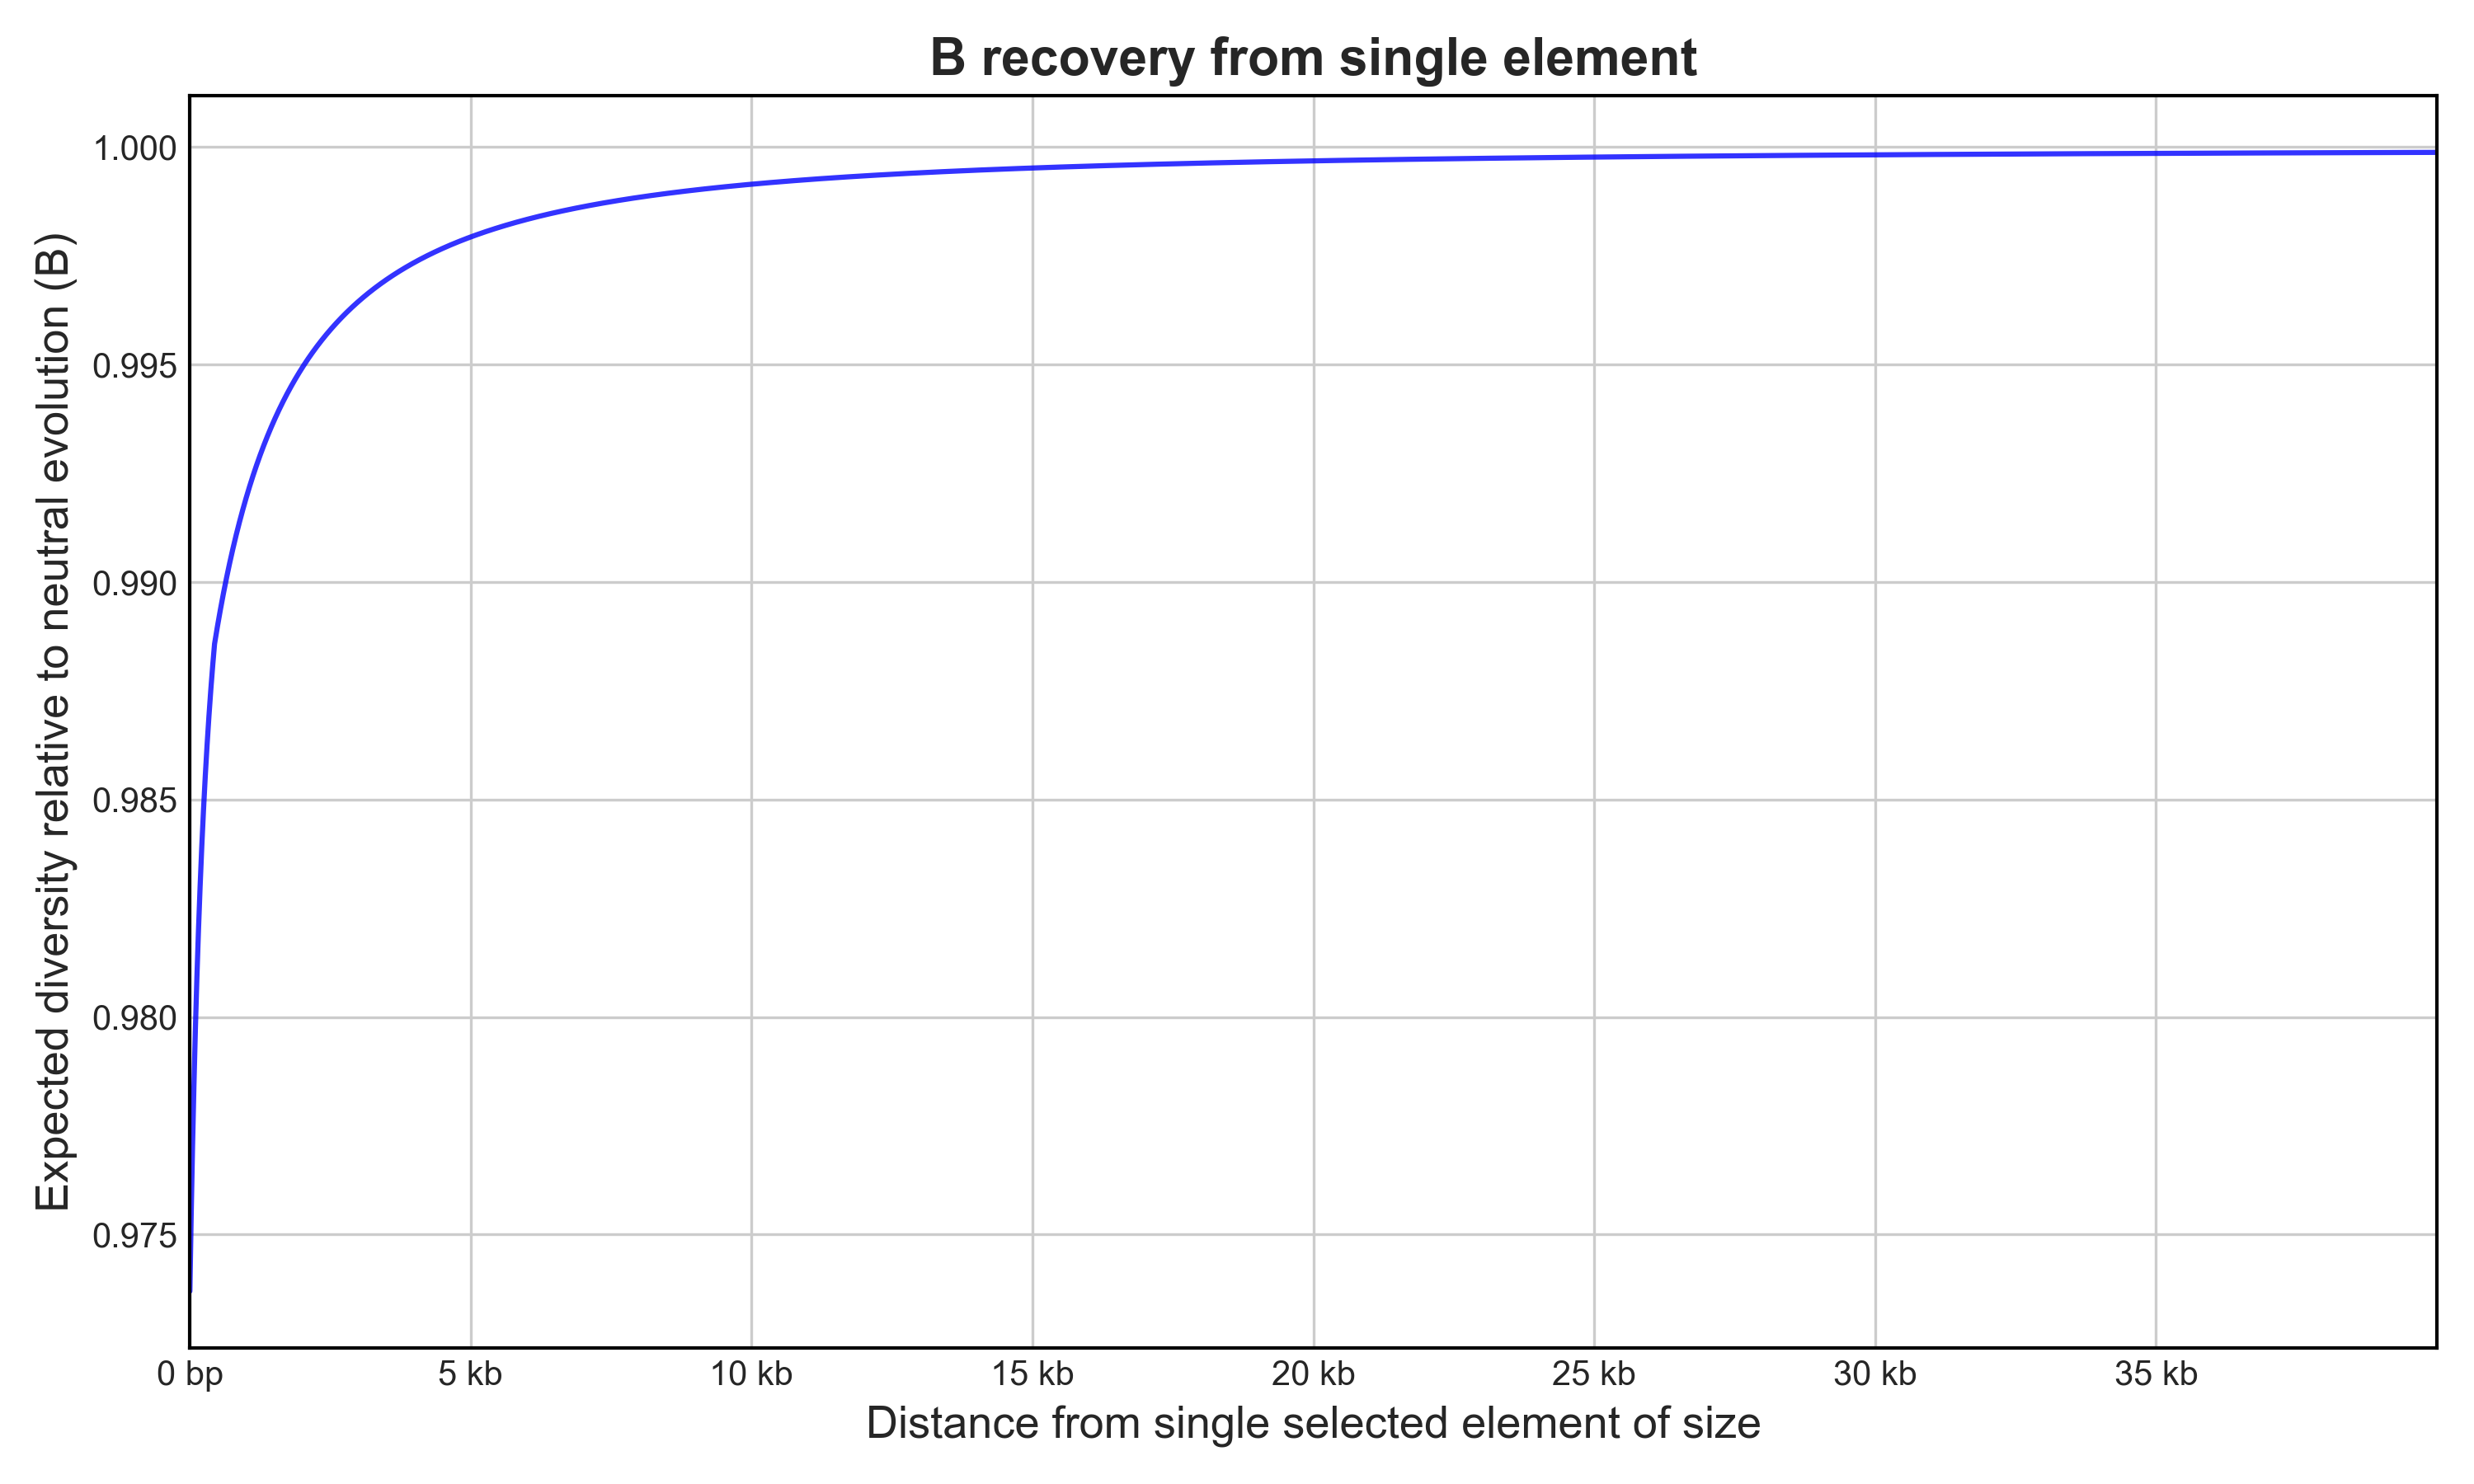 B recovery from single element
Expected diversity relative to neutral evolution (B)
1.000
0.995
0.990
0.985
0.980
0.975
0 bp
5 kb
10 kb
15 kb
20 kb
25 kb
30 kb
35 kb
Distance from single selected element of size